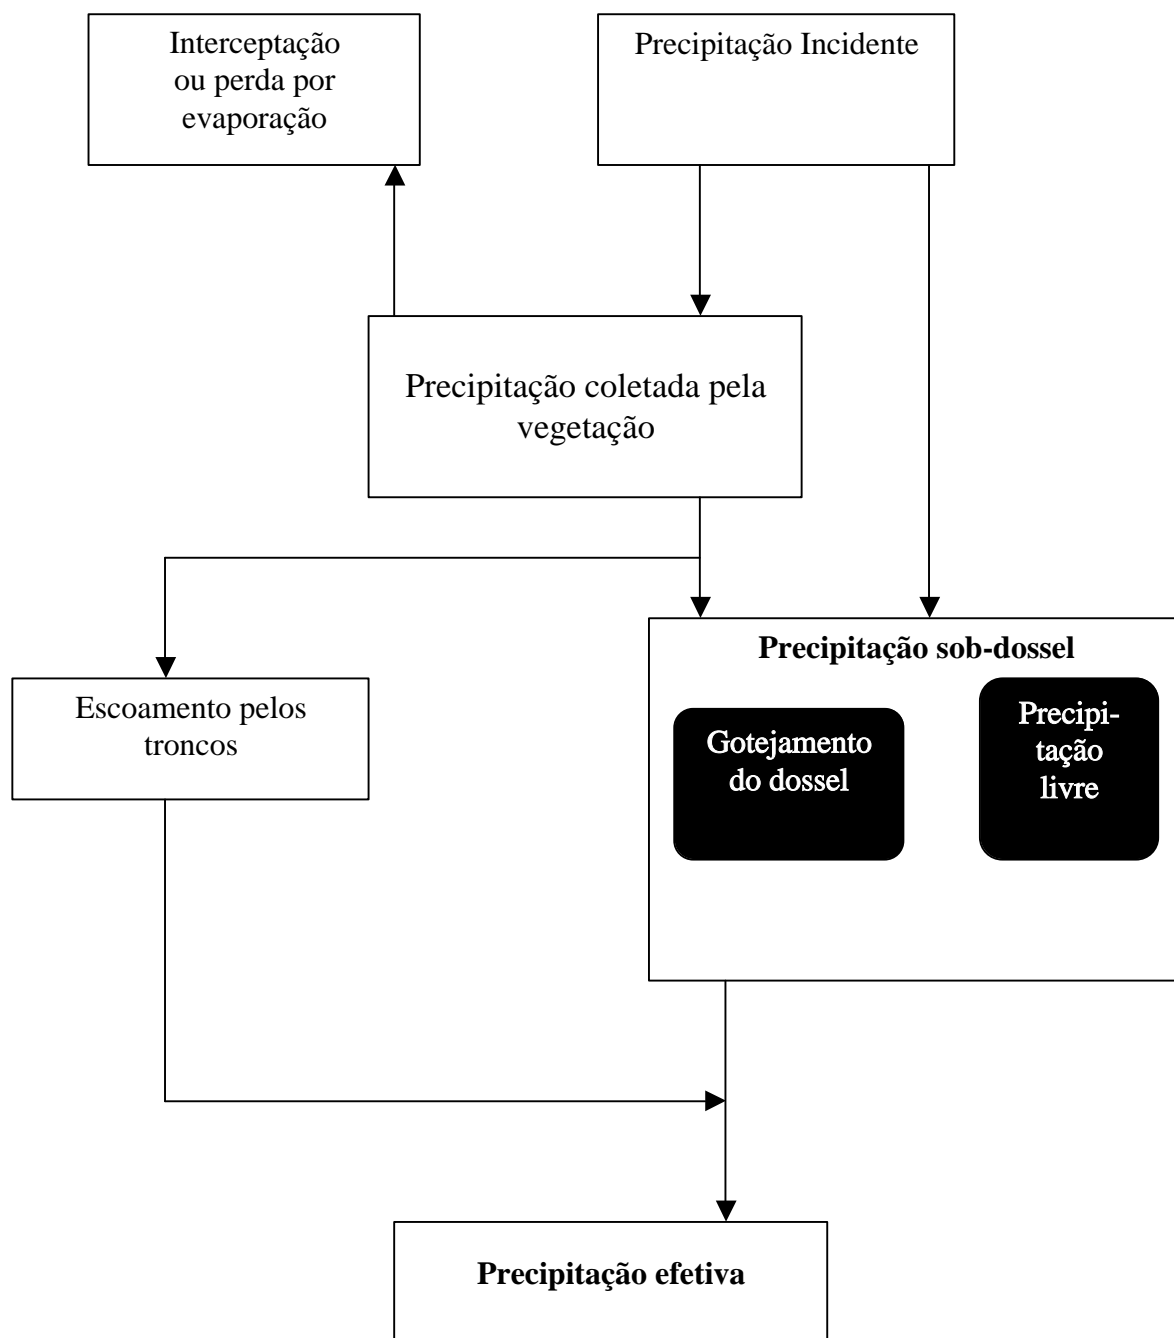 Interceptação
ou perda por
evaporação
Precipitação Incidente
Precipitação coletada pela
vegetação
Escoamento pelos
troncos
Precipitação sob-dossel
Gotejamento
do dossel
Precipi-
tação
livre
Precipitação efetiva